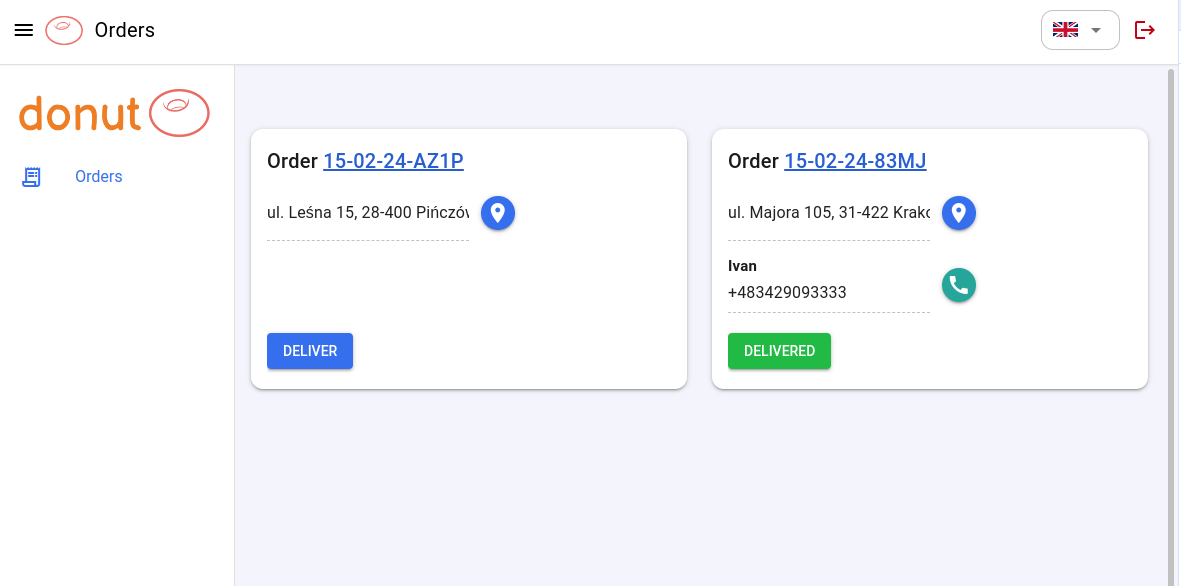 Orders
donut
Orders
Order 15-02-24-AZ1P
ul. Leśna 15, 28-400 Pińczów
DELIVER
Order 15-02-24-83MJ
ul. Majora 105, 31-422 Krako
Ivan
+483429093333
DELIVERED